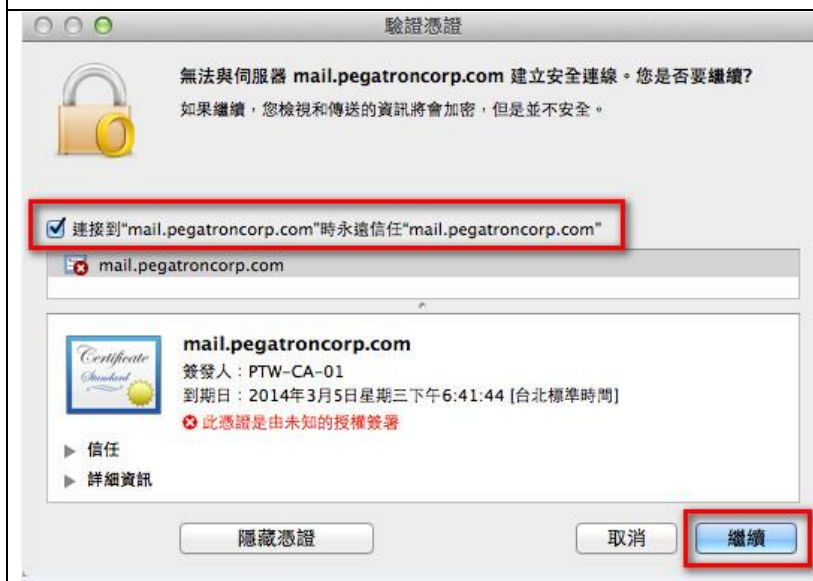 驗證憑證
無法與伺服器 mail.pegatroncorp.com 建立安全連線。您是否要繼續?
如果繼續，您檢視和傳送的資訊將會加密，但是並不安全。
連接到“mail.pegatroncorp.com”時永遠信任“mail.pegatroncorp.com”
mail.pegatroncorp.com
Certificate
Standard
mail.pegatroncorp.com
簽發人：PTW-CA-01
到期日：2014年3月5日星期三下午6:41:44 [台北標準時間]
此憑證是由未知的授權簽署
信任
詳細資訊
隱藏憑證
取消
繼續